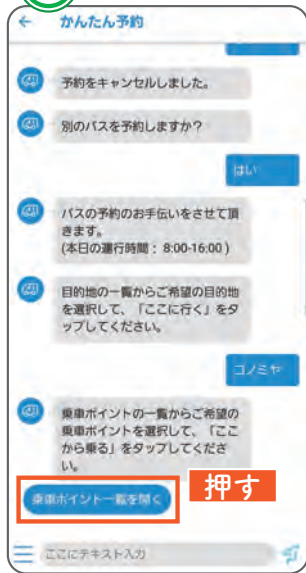 ← かんたん予約
予約をキャンセルしました。
別のバスを予約しますか?
はい
バスの予約のお手伝いをさせて頂
きます。
(本日の運行時間: 8:00-16:00)
目的地の一覧からご希望の目的地
を選択して、「ここに行く」をタ
ップしてください。
コノミヤ
乗車ポイントの一覧からご希望の
乗車ポイントを選択して、「ここ
から乗る」をタップしてくださ
い。
乗車ポイント一覧を開く
押す
ここにテキスト入力